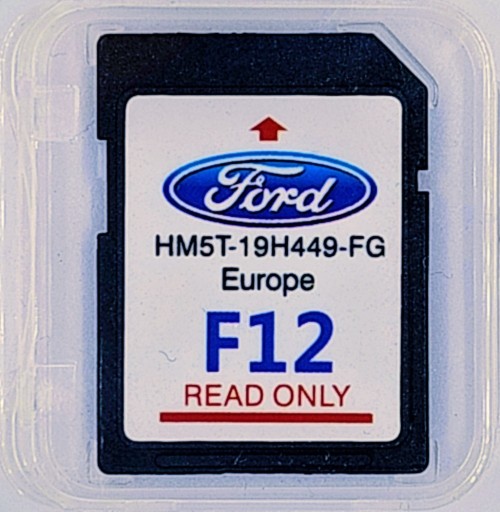 Ford
HM5T-19H449-FG
Europe
F12
READ ONLY